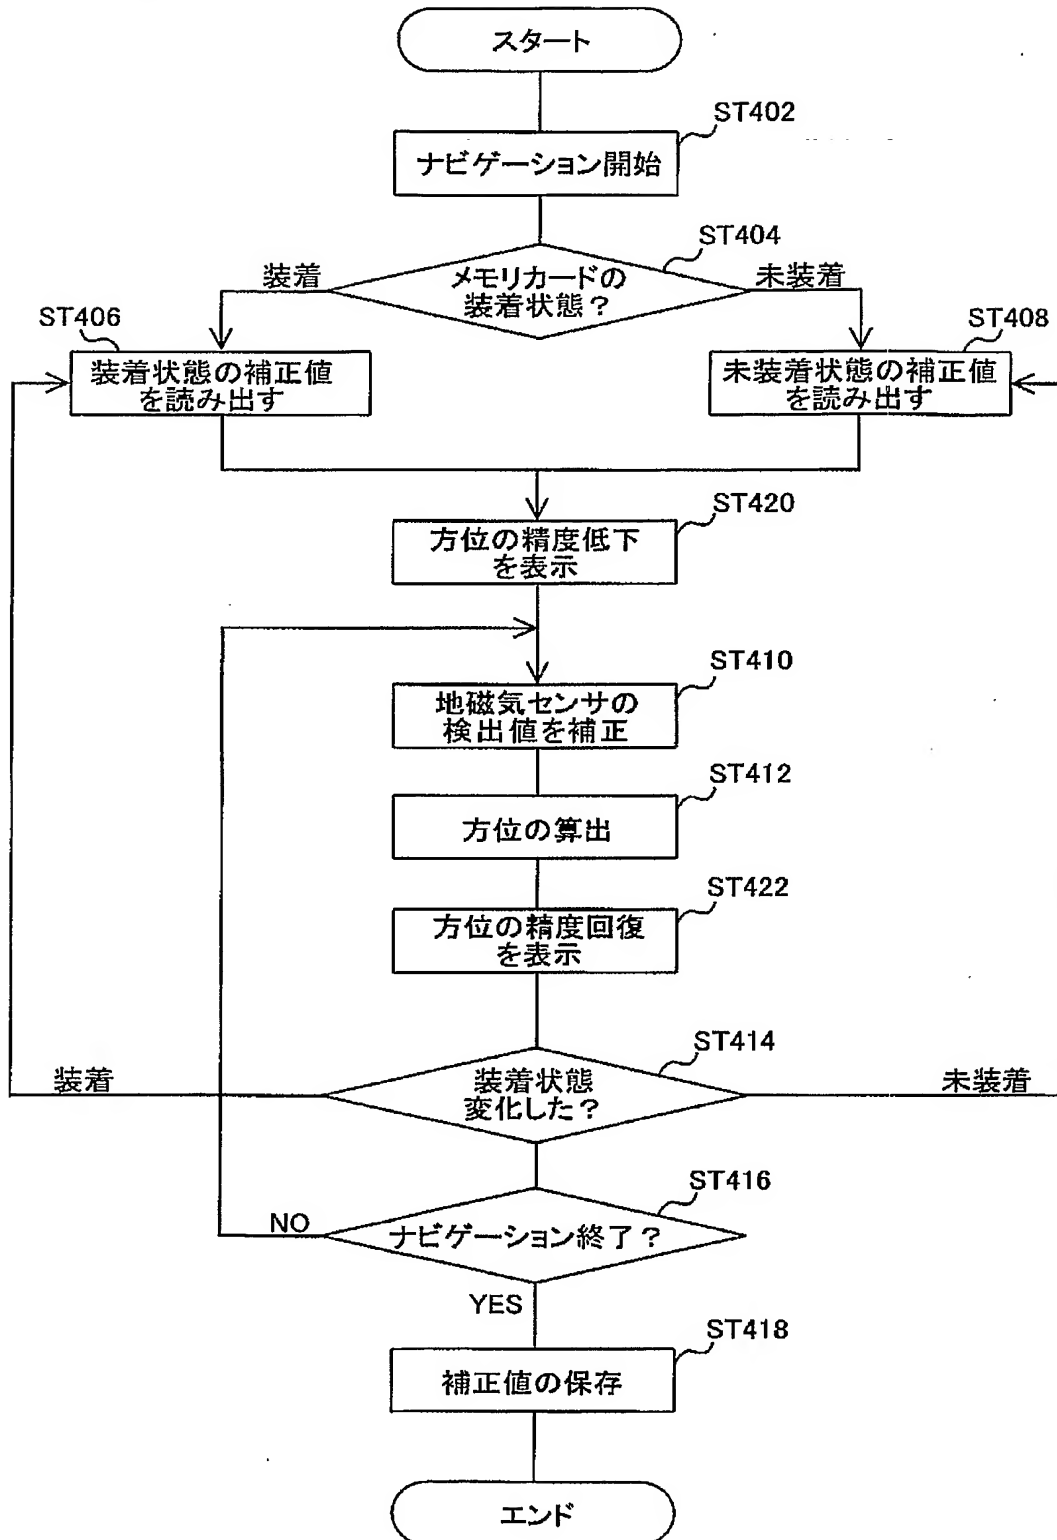 スタート
ST402
ナビゲーション開始
ST404
装着
メモリカードの
装着状態?
未装着
ST406
装着状態の補正値
を読み出す
ST408
未装着状態の補正値
を読み出す
ST420
方位の精度低下
を表示
ST410
地磁気センサの
検出値を補正
ST412
方位の算出
ST422
方位の精度回復
を表示
ST414
装着
装着状態
変化した?
未装着
ST416
NO
ナビゲーション終了?
YES
ST418
補正値の保存
エンド